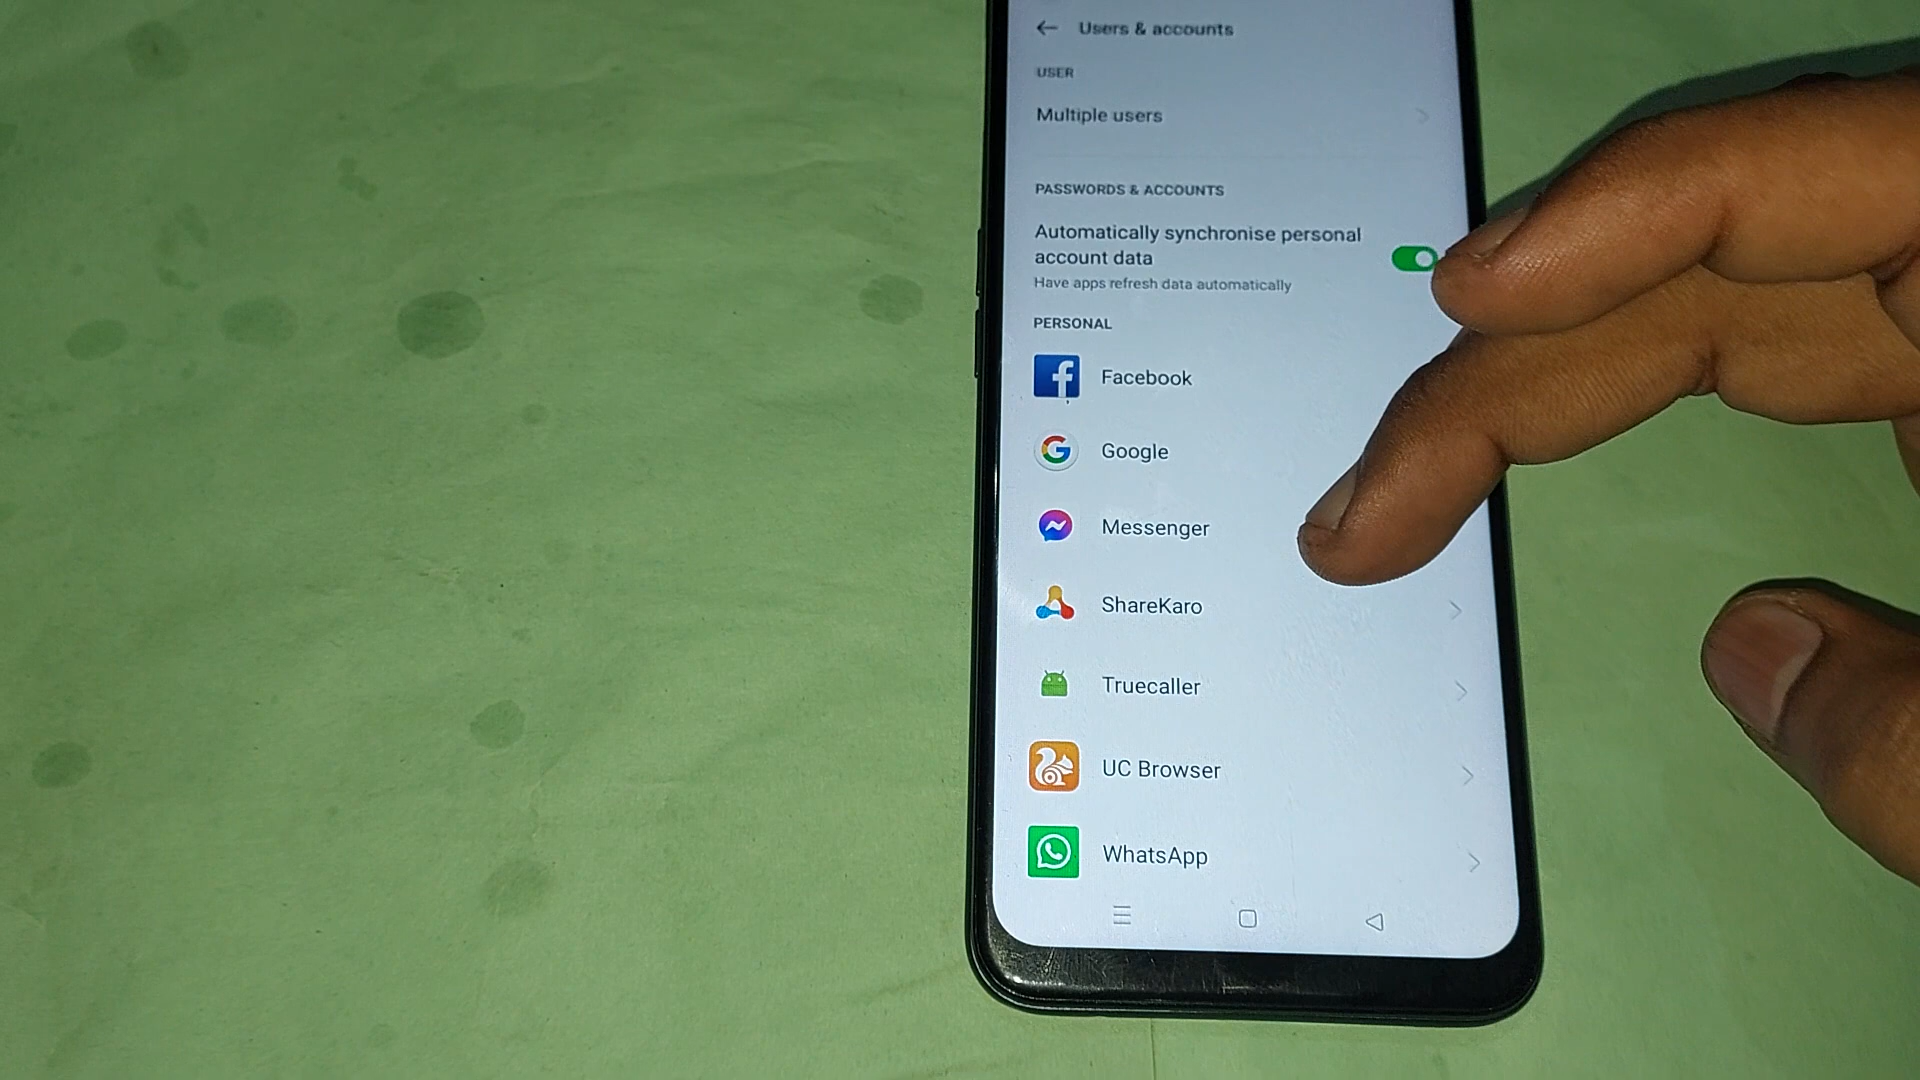 Users & accounts
USER
Multiple users
PASSWORDS & ACCOUNTS
Automatically synchronise personal
account data
Have apps refresh data automatically
PERSONAL
Facebook
Google
Messenger
ShareKaro
Truecaller
UC Browser
WhatsApp